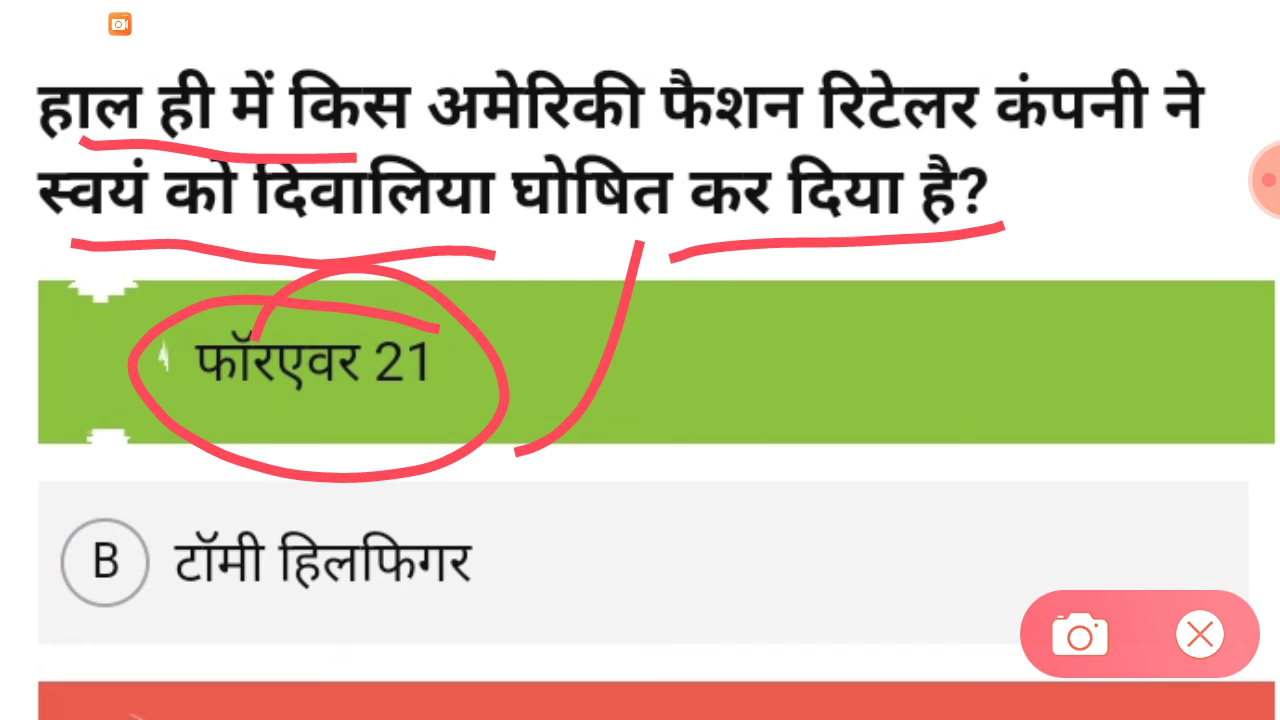 हाल ही में किस अमेरिकी फैशन रिटेलर कंपनी ने
स्वयं को दिवालिया घोषित कर दिया है?
फॉरएवर 21
B टॉमी हिलफिगर